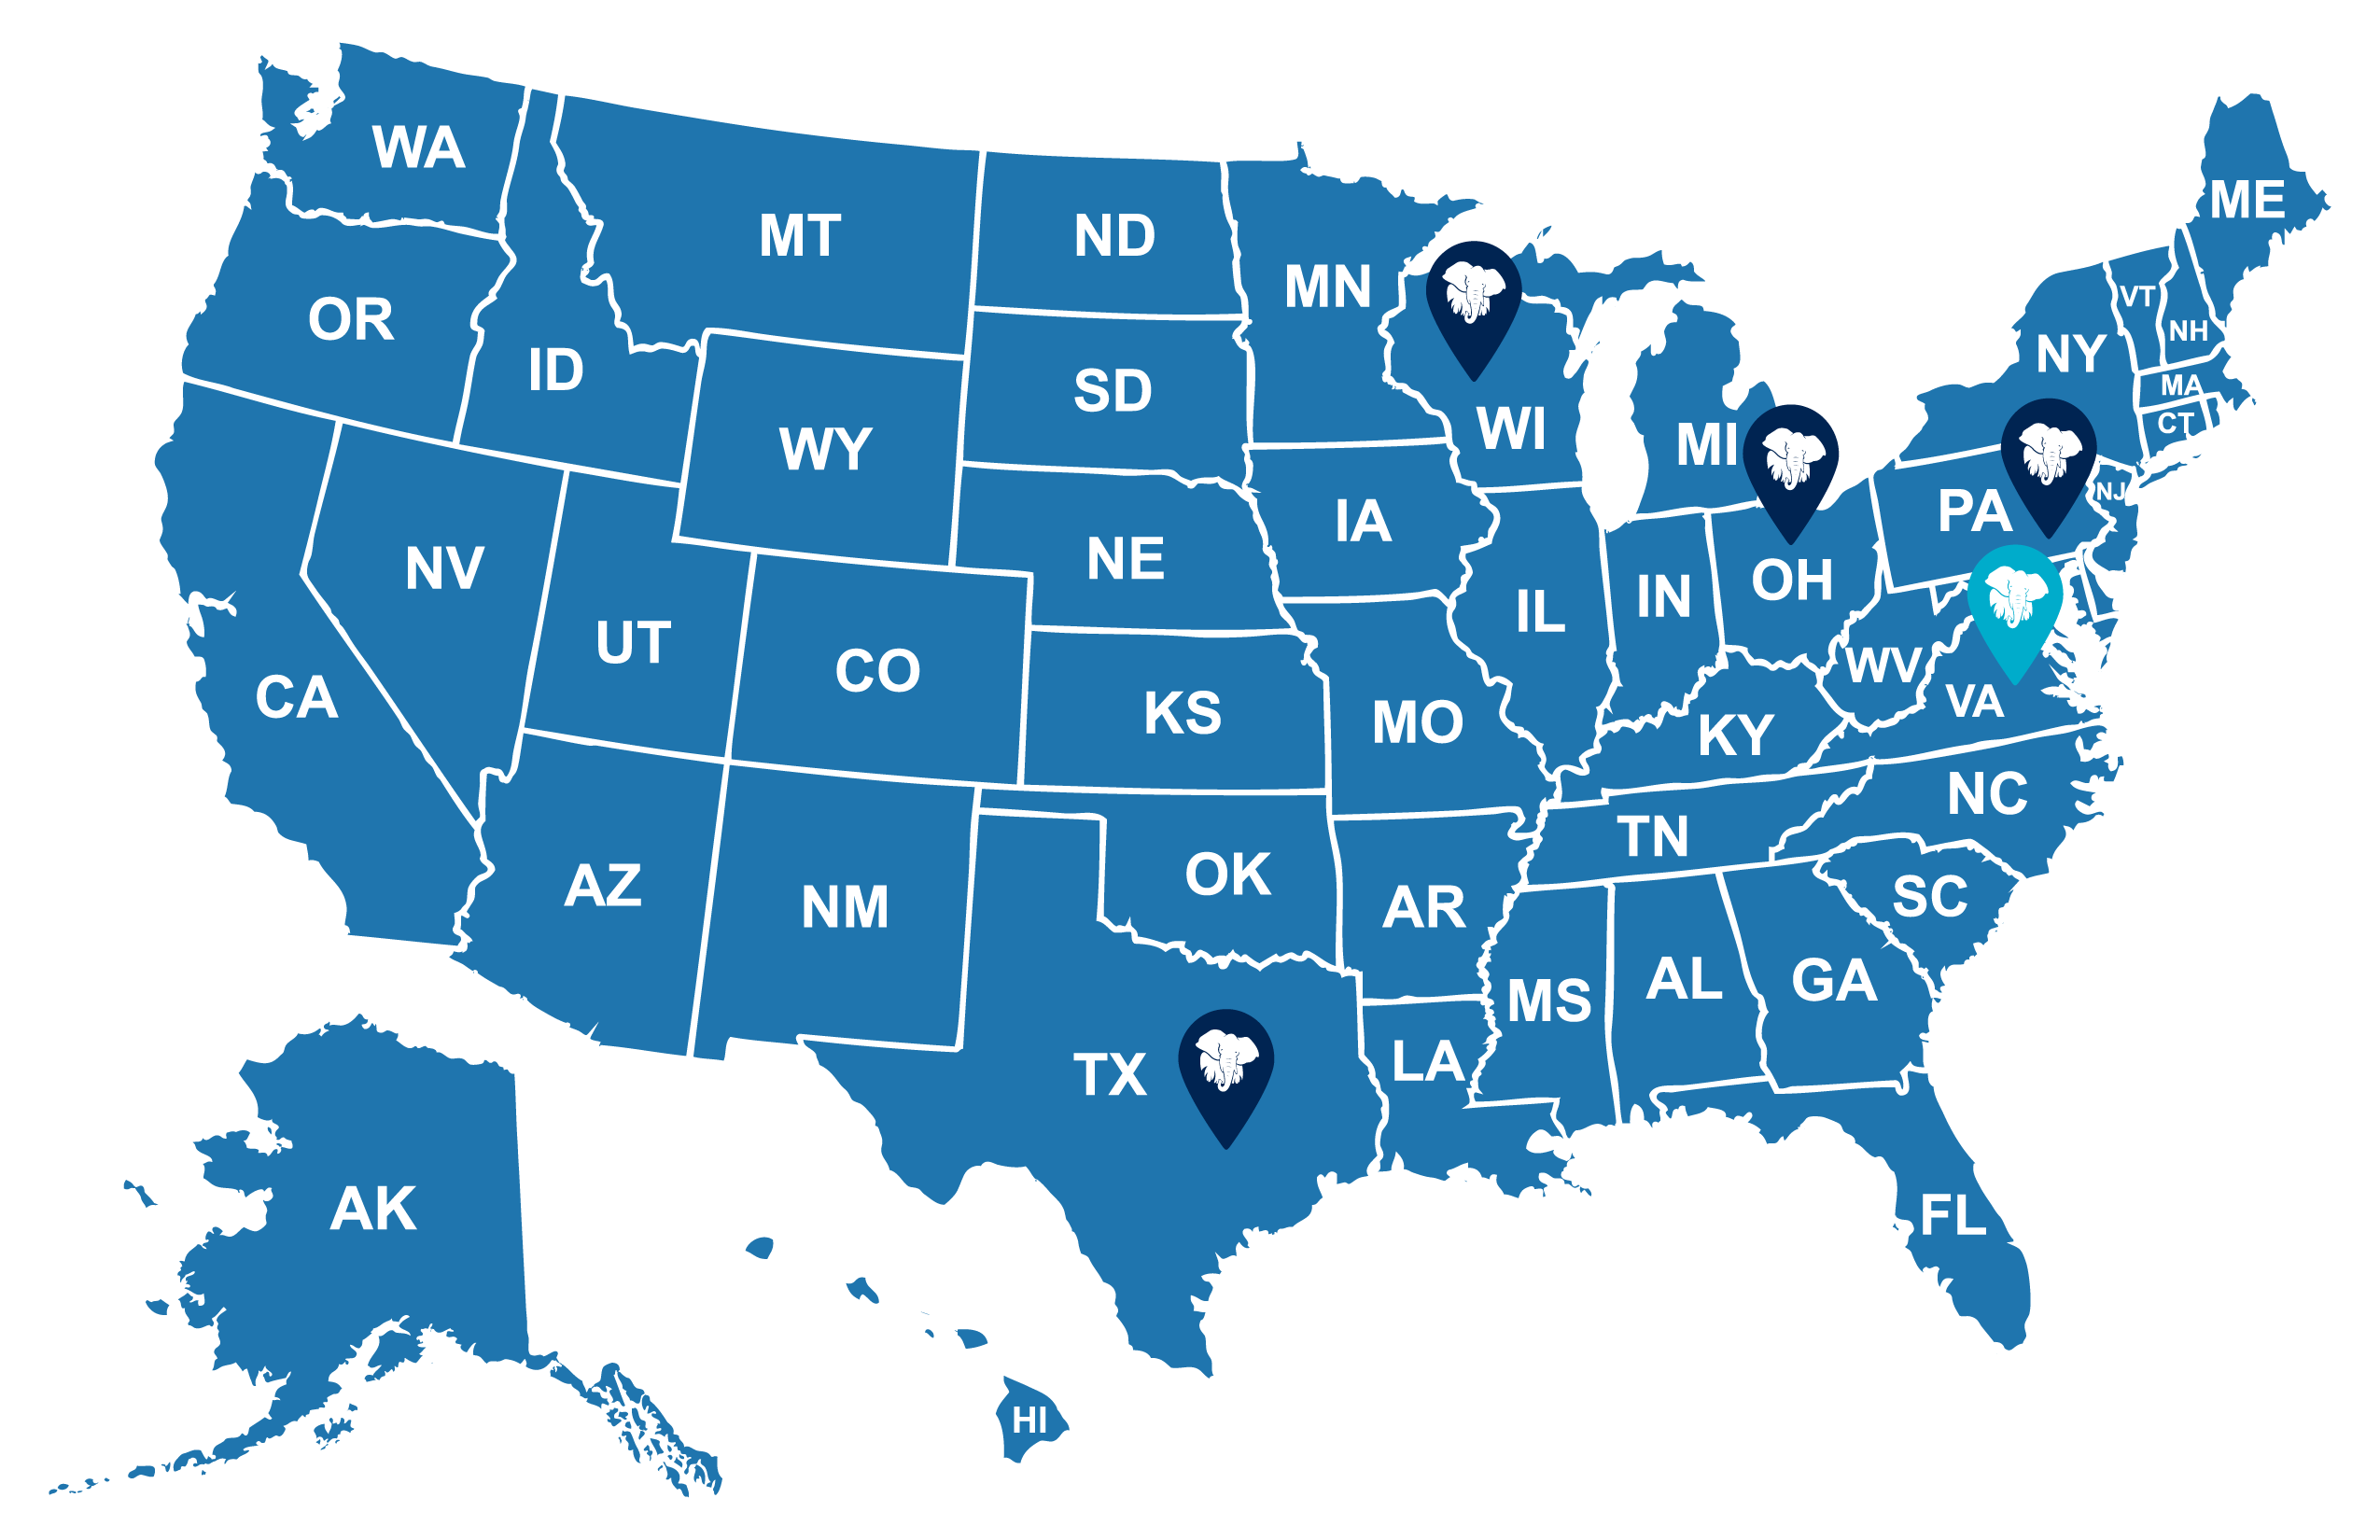 WA
ME
MT
ND
MN
VT
NH
OR
NY
ID
SD
MA
WY
WI
CT
MI
NJ
PA
IA
NE
NV
OH
IN
IL
UT
CO
WV
CA
VA
KS
MO
KY
NC
TN
OK
AZ
SC
NM
AR
AL
GA
MS
LA
TX
AK
FL
HI